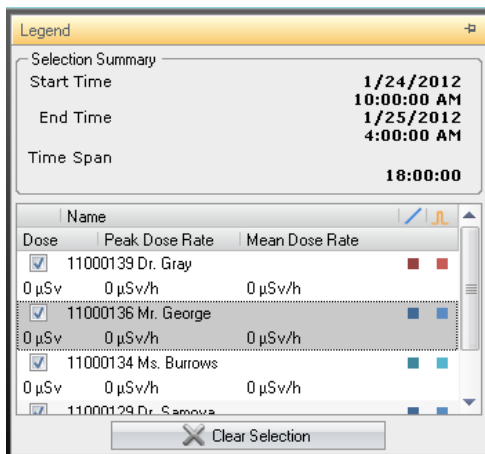 Legend
Selection Summary
Start Time 1/24/2012
10:00:00 AM
End Time 1/25/2012
4:00:00 AM
Time Span
18:00:00
Name
Dose Peak Dose Rate Mean Dose Rate
11000139 Dr. Gray
0 µSv 0 µSv/h 0 µSv/h
11000136 Mr. George
0 µSv 0 µSv/h 0 µSv/h
11000134 Ms. Burrows
0 µSv 0 µSv/h 0 µSv/h
11000129 Dr. Samova
Clear Selection